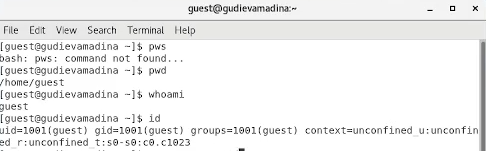 guest@gudievamadina:~
File Edit View Search Terminal Help
[guest@gudievamadina ~]$ pws
bash: pws: command not found...
[guest@gudievamadina ~]$ pwd
/home/guest
[guest@gudievamadina ~]$ whoami
guest
[guest@gudievamadina ~]$ id
uid=1001(guest) gid=1001(guest) groups=1001(guest) context=unconfined_u:unconfin
ed_r:unconfined_t:s0-s0:c0.c1023